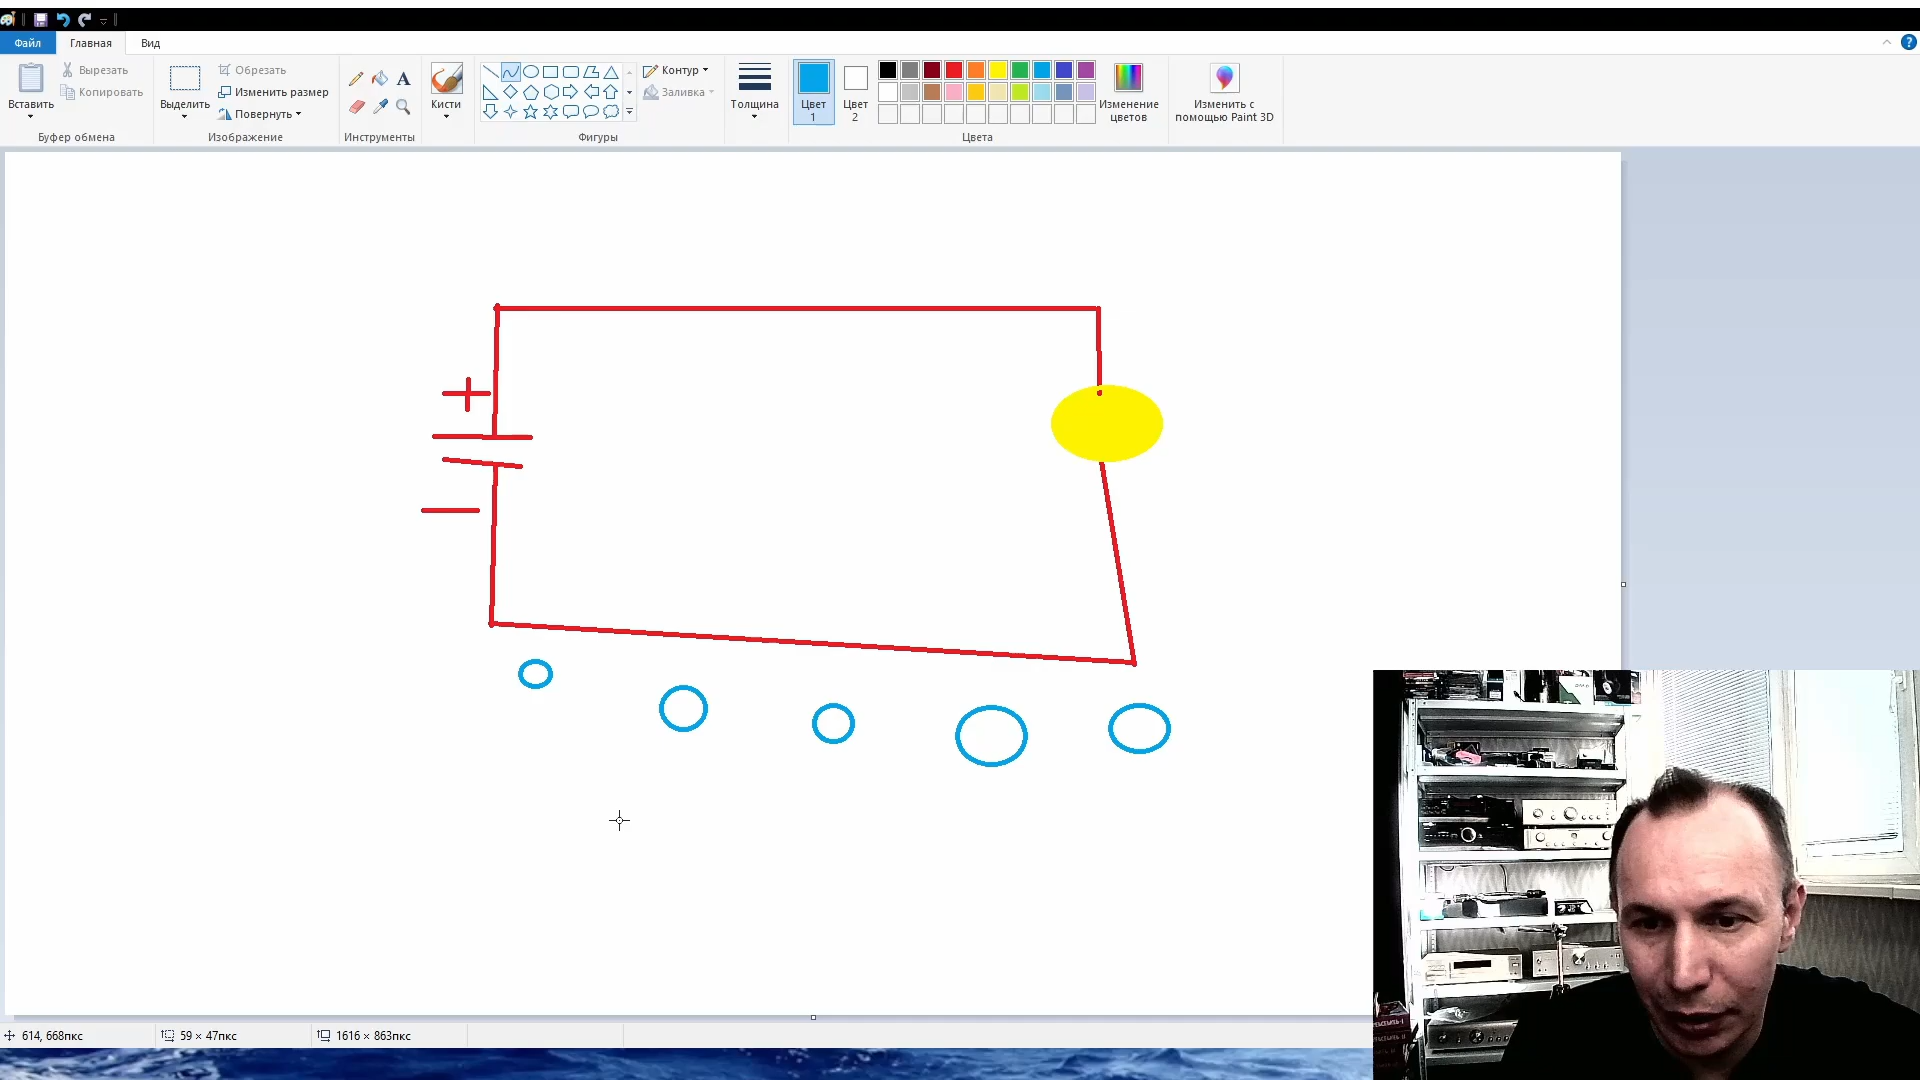 Файл Главная Вид
Вставить
Вырезать
Копировать
Буфер обмена
Выделить
Обрезать
Изменить размер
Повернуть
Изображение
A
Инструменты
Кисти
Контур
Заливка
Фигуры
Толщина
Цвет
1
Цвет
2
Изменение
цветов
Цвета
Изменить с
помощью Paint 3D
?
+
−
614, 668пкс 59 × 47пкс 1616 × 863пкс